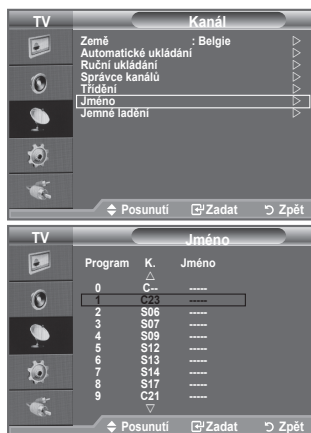 TV Kanál
Země : Belgie
Automatické ukládání
Ruční ukládání
Správce kanálů
Třídění
Jméno
Jemné ladění
Posunutí Zadat Zpět
TV Jméno
Program K. Jméno
0 C-- -----
1 C23 -----
2 S06 -----
3 S07 -----
4 S09 -----
5 S12 -----
6 S13 -----
7 S14 -----
8 S17 -----
9 C21 -----
Posunutí Zadat Zpět